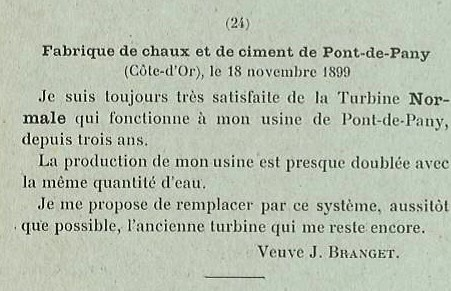 (24)
Fabrique de chaux et de ciment de Pont-de-Pany
(Côte-d'Or), le 18 novembre 1899
Je suis toujours très satisfaite de la Turbine Nor-
male qui fonctionne à mon usine de Pont-de-Pany,
depuis trois ans.
La production de mon usine est presque doublée avec
la même quantité d'eau.
Je me propose de remplacer par ce système, aussitôt
que possible, l'ancienne turbine qui me reste encore.
Veuve J. BRANGET.